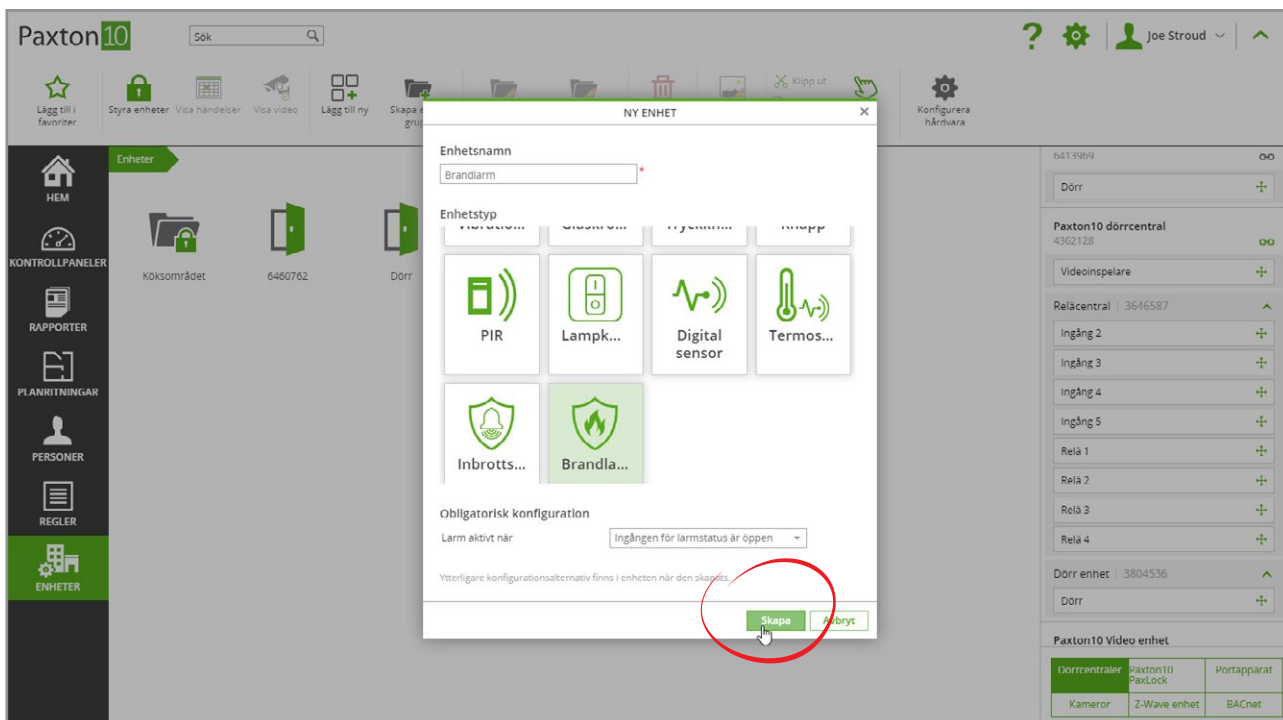 Paxton10
Sök
?
Joe Stroud
Lägg till i favoriter
Styra enheter
Visa händelser
Visa video
Lägg till ny
Klipp ut
Konfigurera hårdvara
NY ENHET
×
Enheter
Köksområdet
6460762
Dörr
HEM
KONTROLLPANELER
RAPPORTER
PLANRITNINGAR
PERSONER
REGLER
ENHETER
Enhetsnamn
Brandlarm
*
Enhetstyp
PIR
Lampk...
Digital sensor
Termos...
Inbrotts...
Brandla...
Obligatorisk konfiguration
Larm aktivt när
Ingången för larmstatus är öppen
Ytterligare konfigurationsalternativ finns i enheten när den skapats.
Skapa
Avbryt
6413969
Dörr
Paxton10 dörrcentral
4362128
Videoinspelare
Reläcentral | 3646587
Ingång 2
Ingång 3
Ingång 4
Ingång 5
Relä 1
Relä 2
Relä 3
Relä 4
Dörr enhet | 3804536
Dörr
Paxton10 Video enhet
Dörrcentraler
Paxton10 PaxLock
Portapparat
Kameror
Z-Wave enhet
BACnet